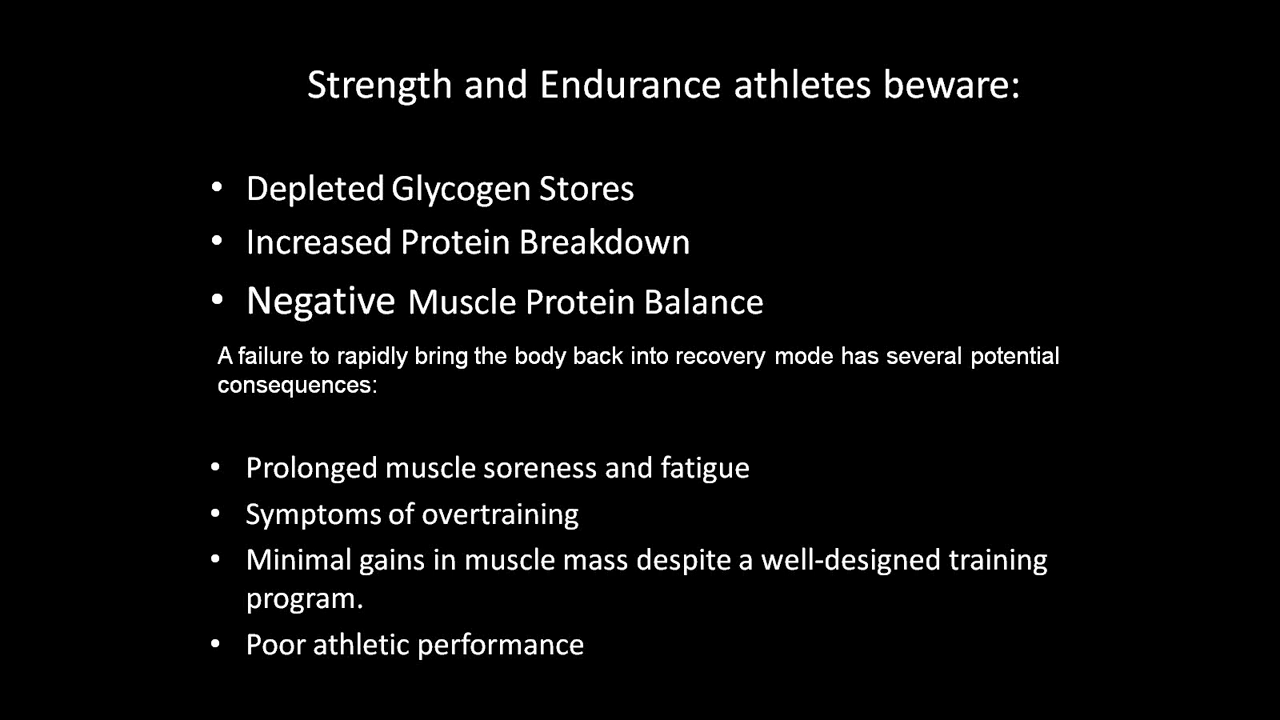 Strength and Endurance athletes beware:
• Depleted Glycogen Stores
• Increased Protein Breakdown
• Negative Muscle Protein Balance
A failure to rapidly bring the body back into recovery mode has several potential
consequences:
• Prolonged muscle soreness and fatigue
• Symptoms of overtraining
• Minimal gains in muscle mass despite a well-designed training
program.
• Poor athletic performance